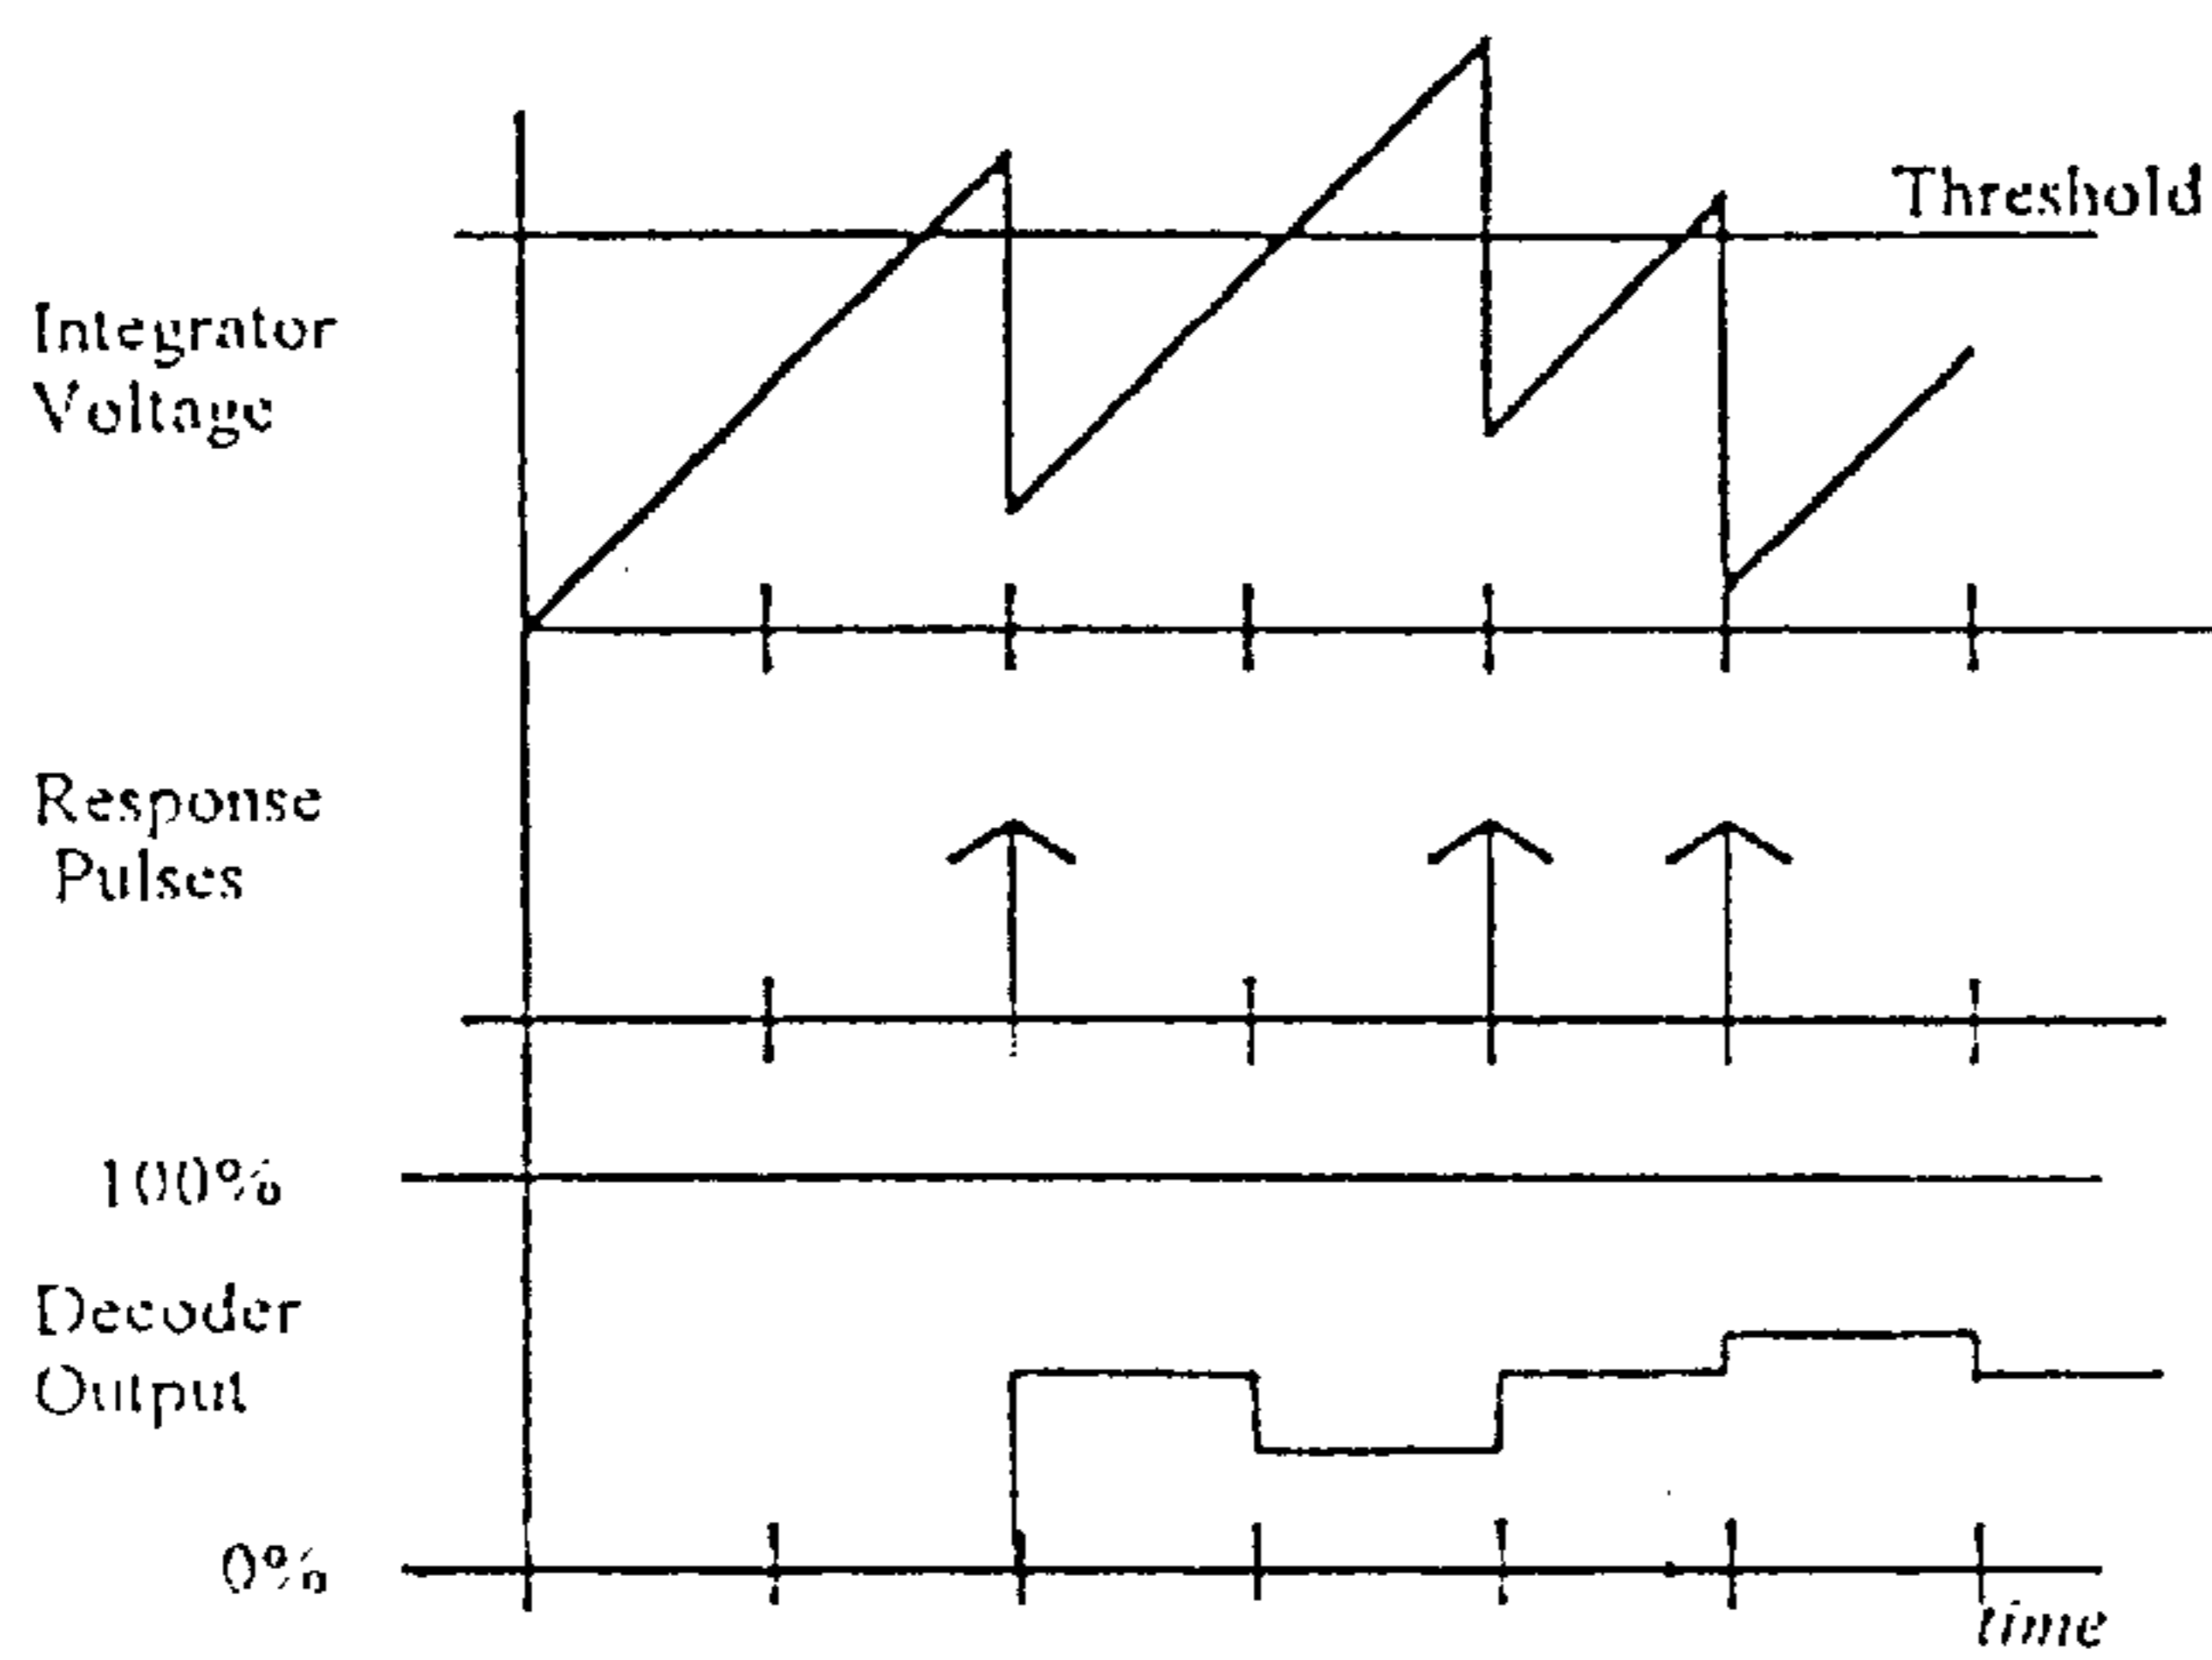 Threshold
Integrator
Voltage
Response
Pulses
100%
Decoder
Output
0%
time